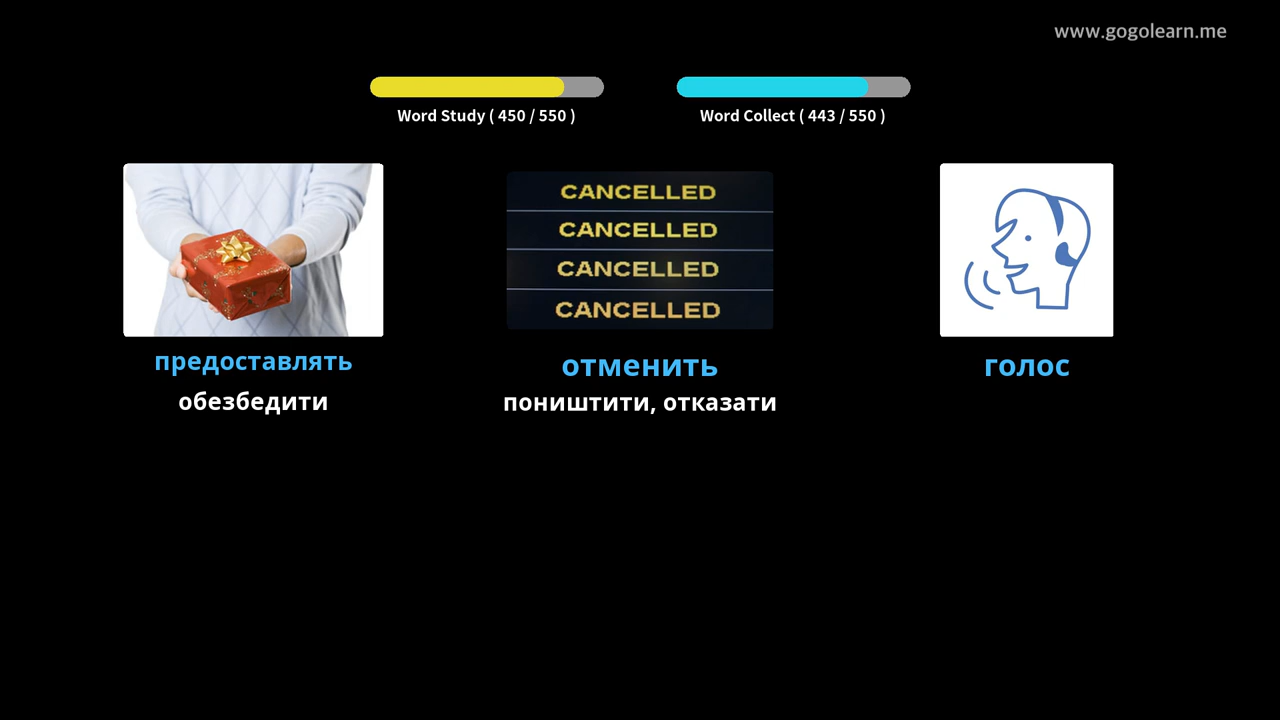 www.gogolearn.me
Word Study ( 450 / 550 )
Word Collect ( 443 / 550 )
CANCELLED
CANCELLED
CANCELLED
CANCELLED
предоставлять
отменить
голос
обезбедити
поништити, отказати